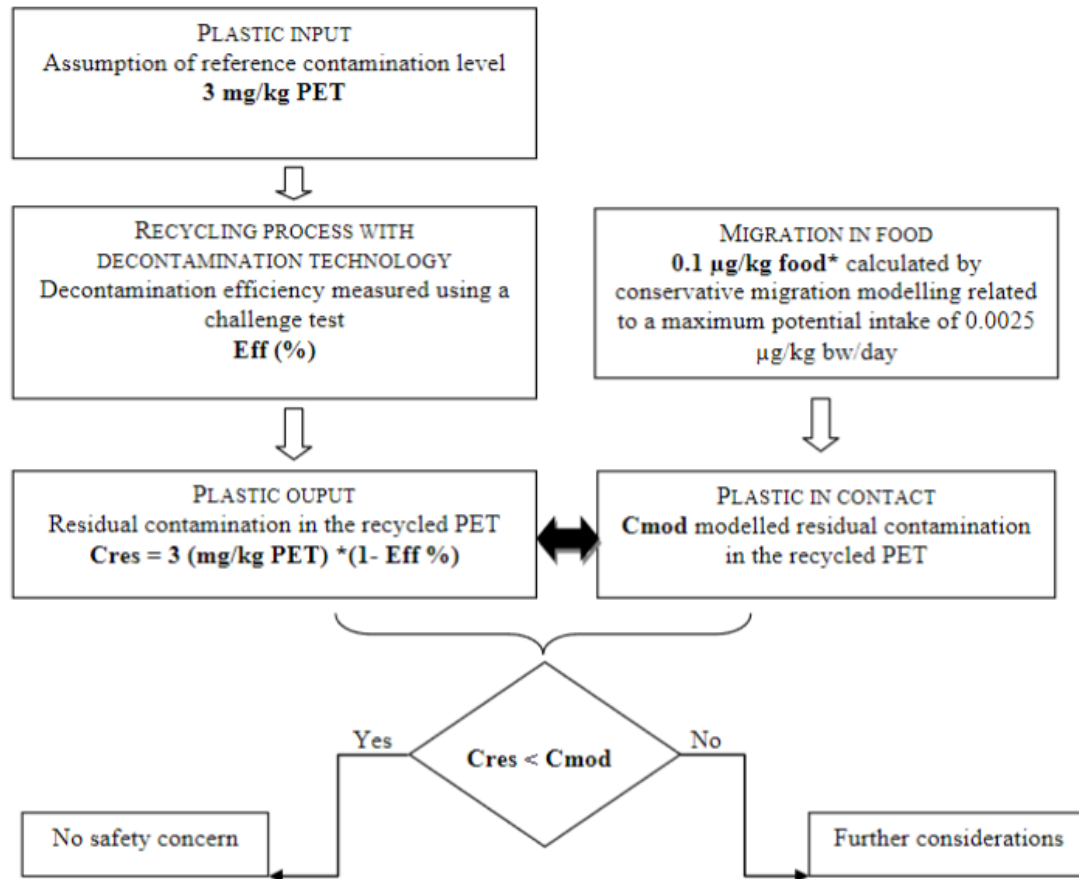 PLASTIC INPUT
Assumption of reference contamination level
3 mg/kg PET
RECYCLING PROCESS WITH
DECONTAMINATION TECHNOLOGY
Decontamination efficiency measured using a
challenge test
Eff (%)
MIGRATION IN FOOD
0.1 µg/kg food* calculated by
conservative migration modelling related
to a maximum potential intake of 0.0025
µg/kg bw/day
PLASTIC OUPUT
Residual contamination in the recycled PET
Cres = 3 (mg/kg PET) *(1- Eff %)
PLASTIC IN CONTACT
Cmod modelled residual contamination
in the recycled PET
Yes
No
Cres < Cmod
No safety concern
Further considerations